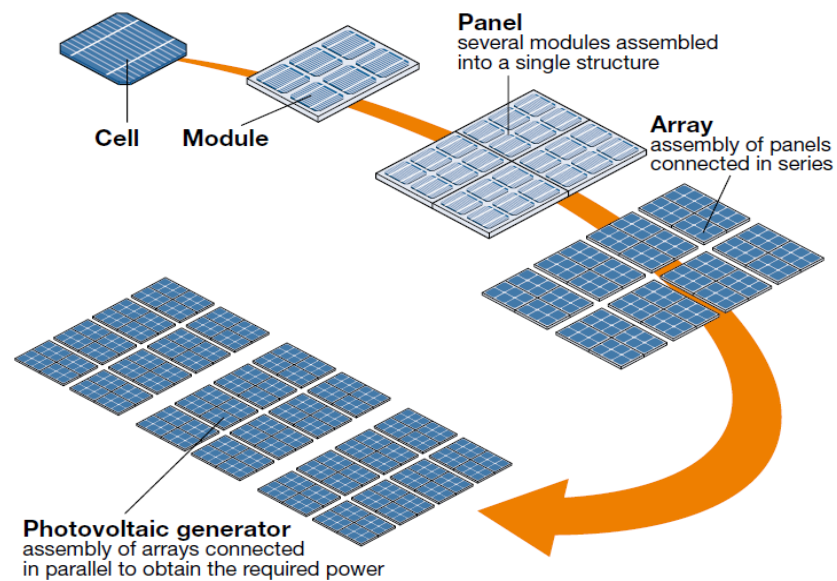 Cell
Module
Panel
several modules assembled
into a single structure
Array
assembly of panels
connected in series
Photovoltaic generator
assembly of arrays connected
in parallel to obtain the required power